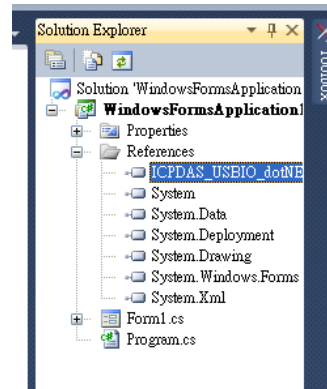 Solution Explorer
Solution 'WindowsFormsApplication
WindowsFormsApplication1
Properties
References
ICPDAS_USBIO_dotNE
System
System.Data
System.Deployment
System.Drawing
System.Windows.Forms
System.Xml
Form1.cs
Program.cs
Toolbox